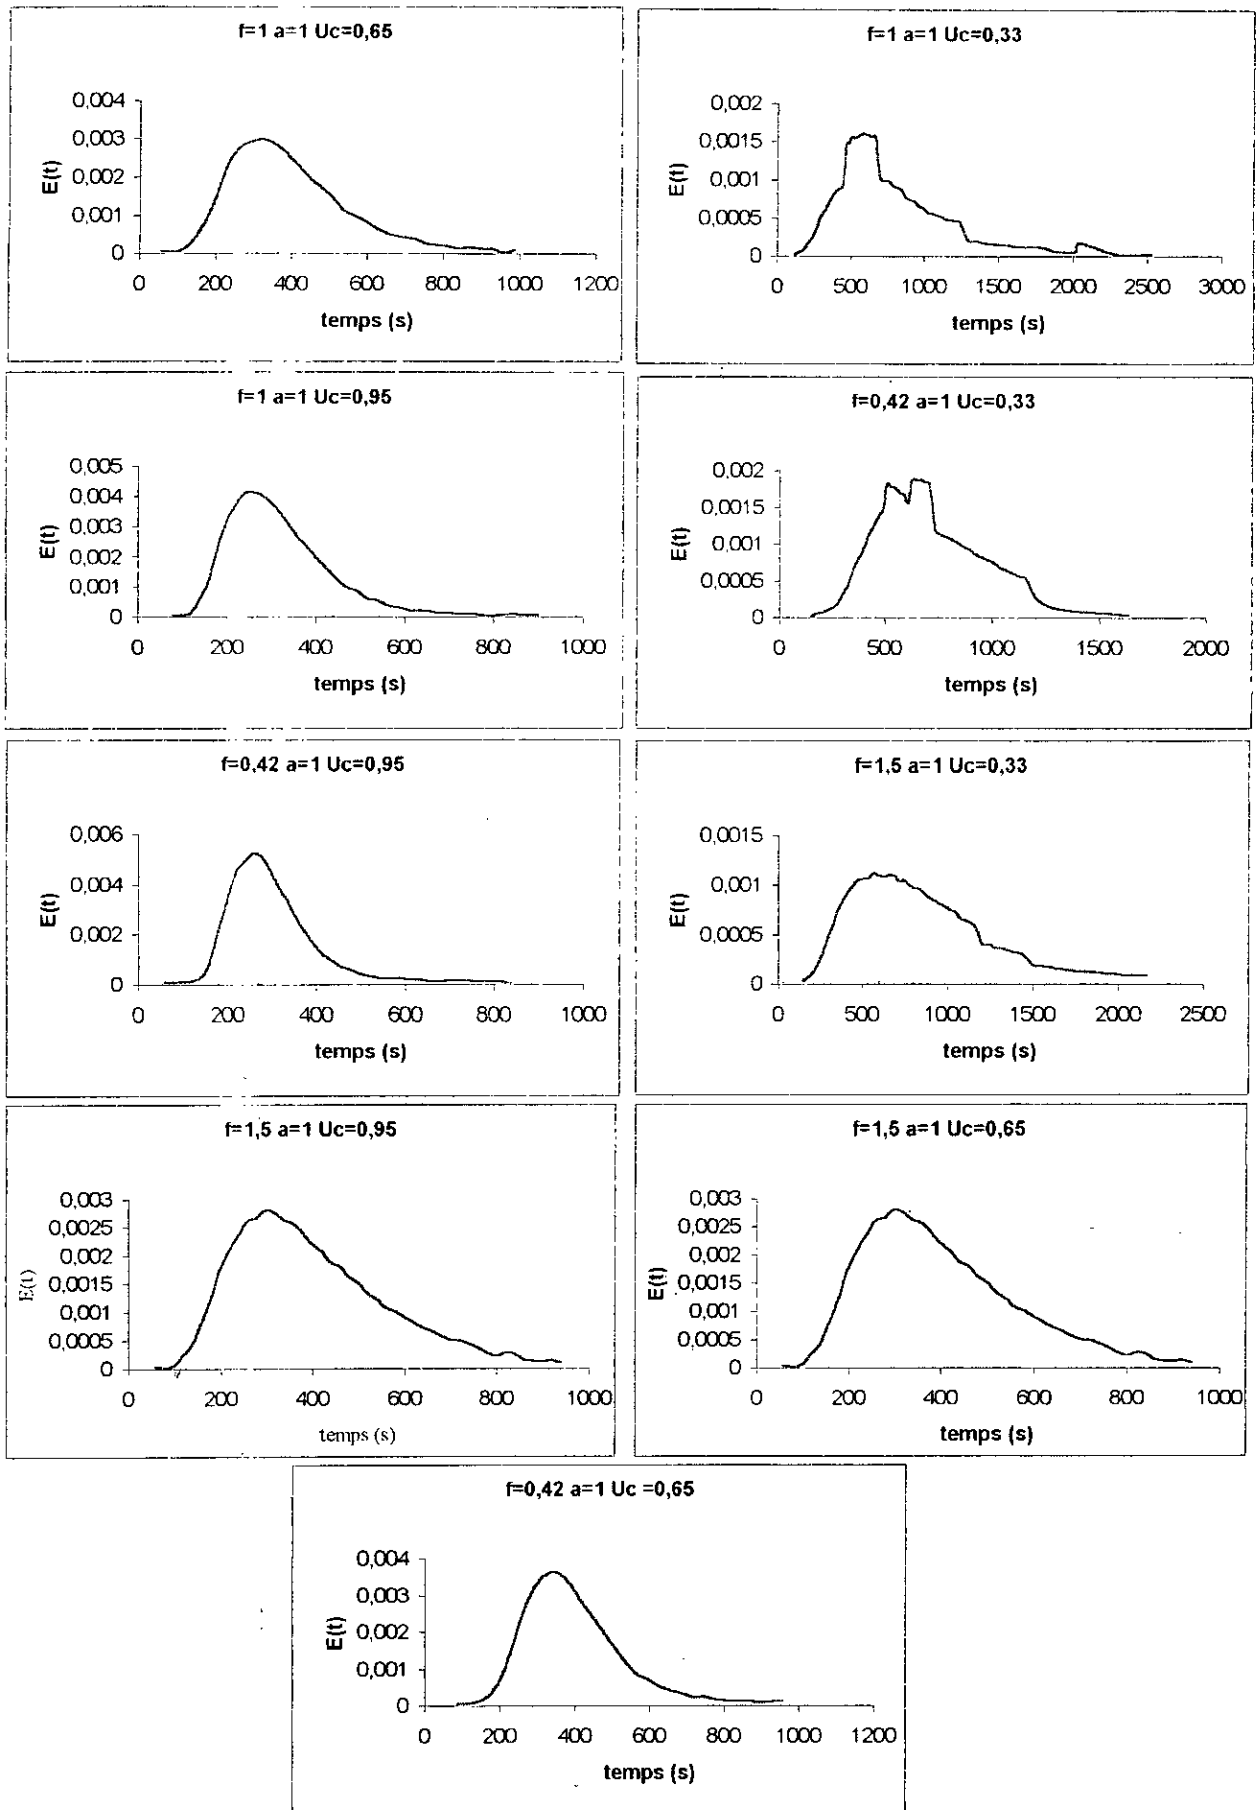 f=1 a=1 Uc=0,65
0,004
0,003
0,002
0,001
0
E(t)
0 200 400 600 800 1000 1200
temps (s)
f=1 a=1 Uc=0,33
0,002
0,0015
0,001
0,0005
0
E(t)
0 500 1000 1500 2000 2500 3000
temps (s)
f=1 a=1 Uc=0,95
0,005
0,004
0,003
0,002
0,001
0
E(t)
0 200 400 600 800 1000
temps (s)
f=0,42 a=1 Uc=0,33
0,002
0,0015
0,001
0,0005
0
E(t)
0 500 1000 1500 2000
temps (s)
f=0,42 a=1 Uc=0,95
0,006
0,004
0,002
0
E(t)
0 200 400 600 800 1000
temps (s)
f=1,5 a=1 Uc=0,33
0,0015
0,001
0,0005
0
E(t)
0 500 1000 1500 2000 2500
temps (s)
f=1,5 a=1 Uc=0,95
0,003
0,0025
0,002
0,0015
0,001
0,0005
0
E(t)
0 200 400 600 800 1000
temps (s)
f=1,5 a=1 Uc=0,65
0,003
0,0025
0,002
0,0015
0,001
0,0005
0
E(t)
0 200 400 600 800 1000
temps (s)
f=0,42 a=1 Uc =0,65
0,004
0,003
0,002
0,001
0
E(t)
0 200 400 600 800 1000 1200
temps (s)